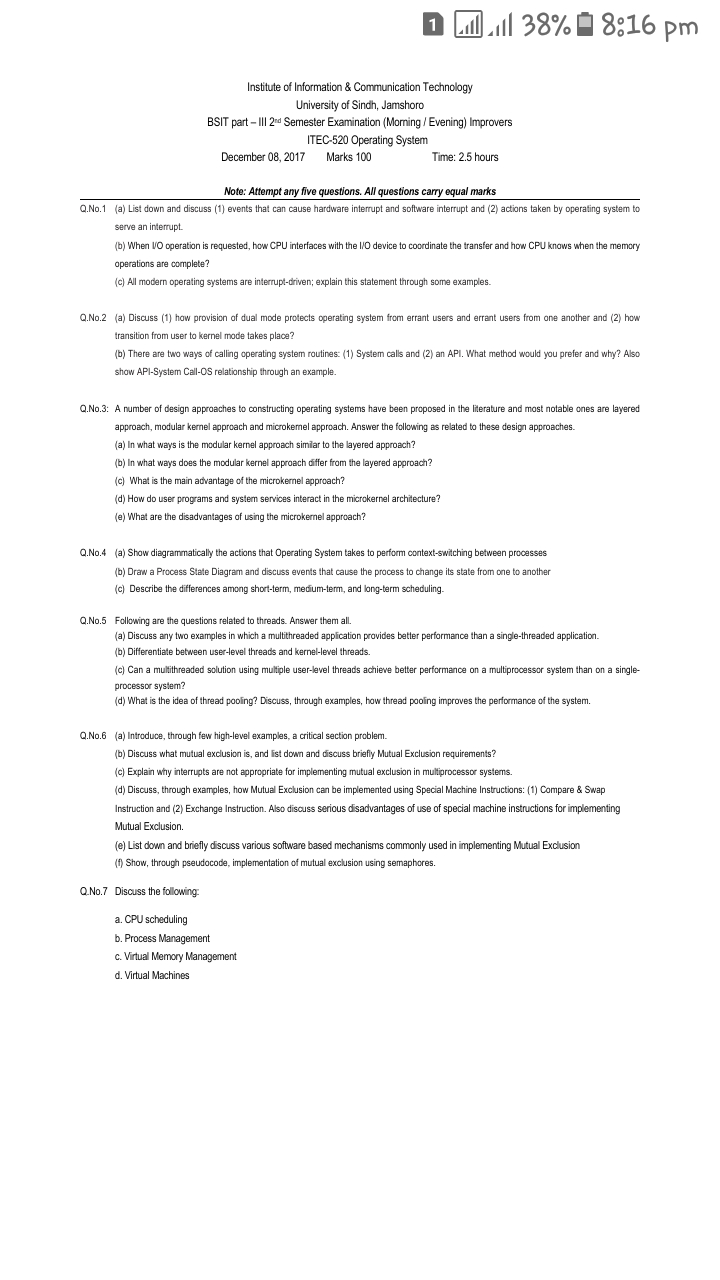 1 38% 8:16 pm
Institute of Information & Communication Technology
University of Sindh, Jamshoro
BSIT part – III 2nd Semester Examination (Morning / Evening) Improvers
ITEC-520 Operating System
December 08, 2017 Marks 100 Time: 2.5 hours
Note: Attempt any five questions. All questions carry equal marks
Q.No.1 (a) List down and discuss (1) events that can cause hardware interrupt and software interrupt and (2) actions taken by operating system to
serve an interrupt.
(b) When I/O operation is requested, how CPU interfaces with the I/O device to coordinate the transfer and how CPU knows when the memory
operations are complete?
(c) All modern operating systems are interrupt-driven; explain this statement through some examples.
Q.No.2 (a) Discuss (1) how provision of dual mode protects operating system from errant users and errant users from one another and (2) how
transition from user to kernel mode takes place?
(b) There are two ways of calling operating system routines: (1) System calls and (2) an API. What method would you prefer and why? Also
show API-System Call-OS relationship through an example.
Q.No.3: A number of design approaches to constructing operating systems have been proposed in the literature and most notable ones are layered
approach, modular kernel approach and microkernel approach. Answer the following as related to these design approaches.
(a) In what ways is the modular kernel approach similar to the layered approach?
(b) In what ways does the modular kernel approach differ from the layered approach?
(c) What is the main advantage of the microkernel approach?
(d) How do user programs and system services interact in the microkernel architecture?
(e) What are the disadvantages of using the microkernel approach?
Q.No.4 (a) Show diagrammatically the actions that Operating System takes to perform context-switching between processes
(b) Draw a Process State Diagram and discuss events that cause the process to change its state from one to another
(c) Describe the differences among short-term, medium-term, and long-term scheduling.
Q.No.5 Following are the questions related to threads. Answer them all.
(a) Discuss any two examples in which a multithreaded application provides better performance than a single-threaded application.
(b) Differentiate between user-level threads and kernel-level threads.
(c) Can a multithreaded solution using multiple user-level threads achieve better performance on a multiprocessor system than on a single-
processor system?
(d) What is the idea of thread pooling? Discuss, through examples, how thread pooling improves the performance of the system.
Q.No.6 (a) Introduce, through few high-level examples, a critical section problem.
(b) Discuss what mutual exclusion is, and list down and discuss briefly Mutual Exclusion requirements?
(c) Explain why interrupts are not appropriate for implementing mutual exclusion in multiprocessor systems.
(d) Discuss, through examples, how Mutual Exclusion can be implemented using Special Machine Instructions: (1) Compare & Swap
Instruction and (2) Exchange Instruction. Also discuss serious disadvantages of use of special machine instructions for implementing
Mutual Exclusion.
(e) List down and briefly discuss various software based mechanisms commonly used in implementing Mutual Exclusion
(f) Show, through pseudocode, implementation of mutual exclusion using semaphores.
Q.No.7 Discuss the following:
a. CPU scheduling
b. Process Management
c. Virtual Memory Management
d. Virtual Machines